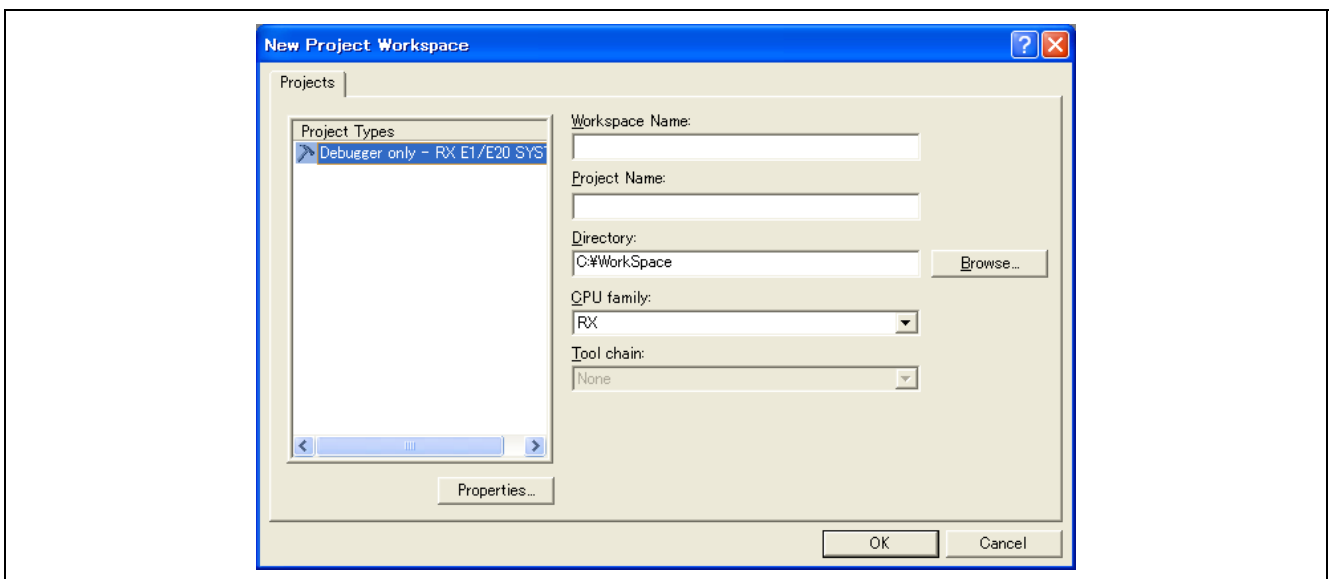 New Project Workspace
Projects
Project Types
Debugger only - RX E1/E20 SYST
Workspace Name:
Project Name:
Directory:
C:¥WorkSpace
Browse...
CPU family:
RX
Tool chain:
None
Properties...
OK
Cancel